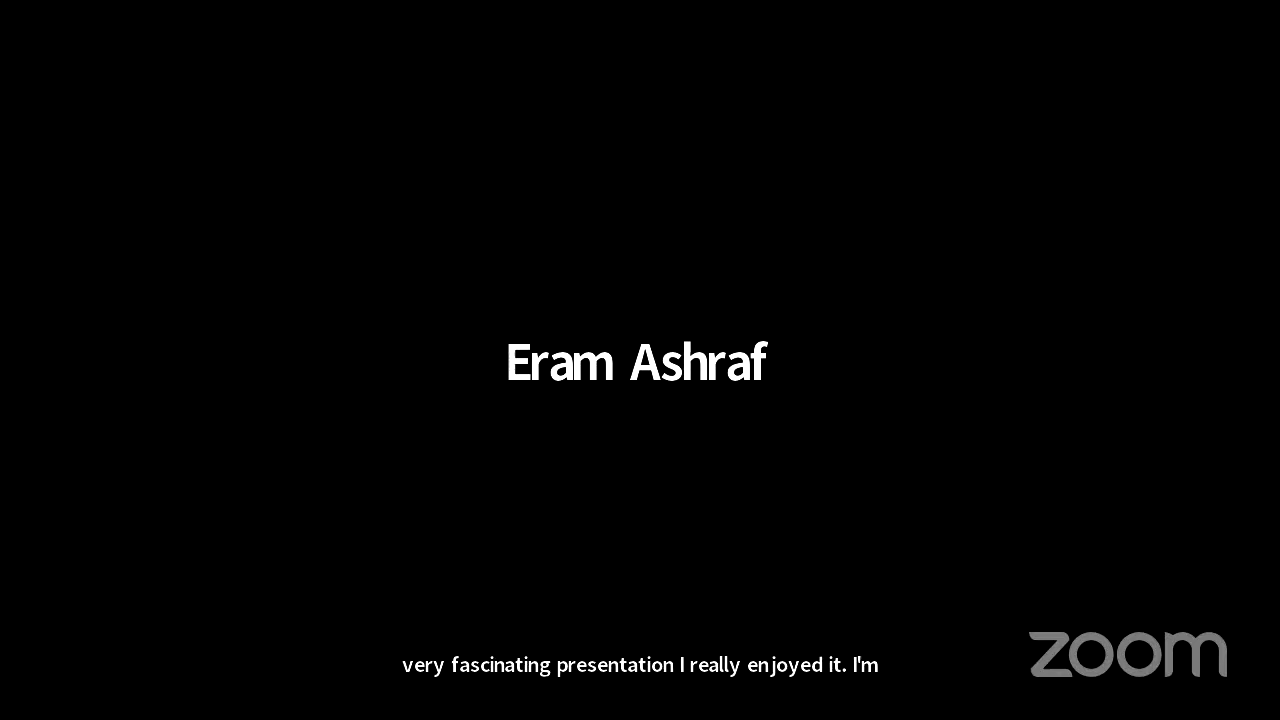 Eram Ashraf
very fascinating presentation I really enjoyed it. I'm
zoom